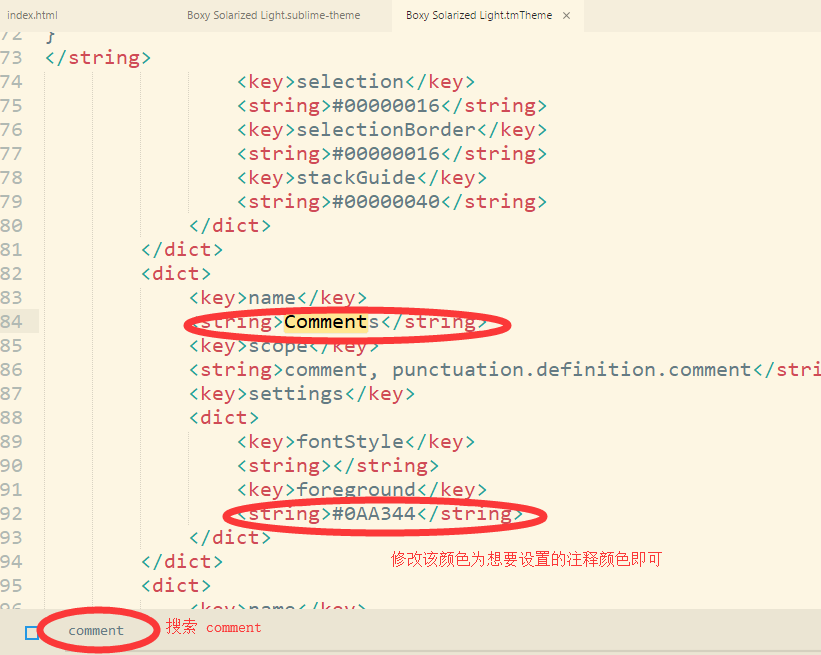 index.html Boxy Solarized Light.sublime-theme Boxy Solarized Light.tmTheme ×
72 }
73 </string>
74 <key>selection</key>
75 <string>#00000016</string>
76 <key>selectionBorder</key>
77 <string>#00000016</string>
78 <key>stackGuide</key>
79 <string>#00000040</string>
80 </dict>
81 </dict>
82 <dict>
83 <key>name</key>
84 <string>Comments</string>
85 <key>scope</key>
86 <string>comment, punctuation.definition.comment</stri
87 <key>settings</key>
88 <dict>
89 <key>fontStyle</key>
90 <string></string>
91 <key>foreground</key>
92 <string>#0AA344</string>
93 </dict>
修改该颜色为想要设置的注释颜色即可
94 </dict>
95 <dict>
96 <key>name</key>
comment 搜索 comment